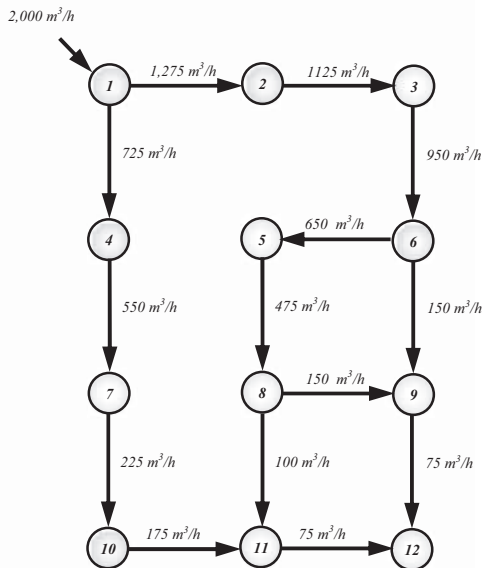 2,000 m³/h
1,275 m³/h
1125 m³/h
1
2
3
725 m³/h
950 m³/h
650 m³/h
4
5
6
550 m³/h
475 m³/h
150 m³/h
150 m³/h
7
8
9
225 m³/h
100 m³/h
75 m³/h
175 m³/h
75 m³/h
10
11
12